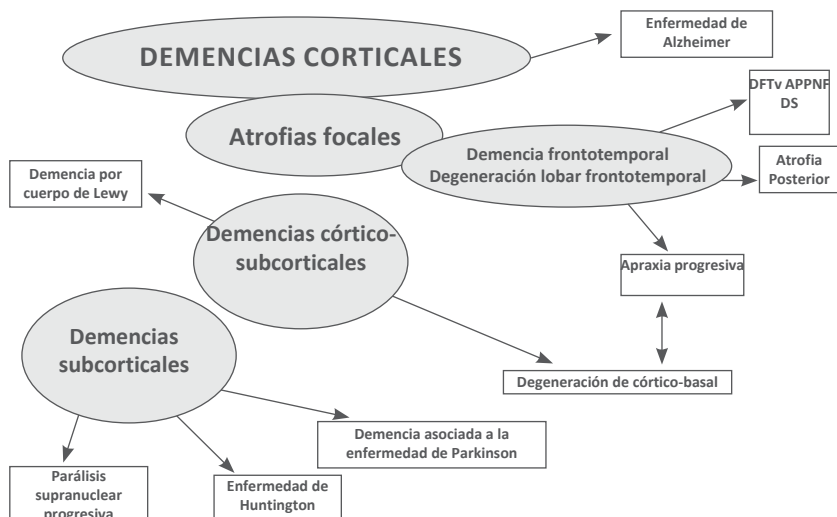 Enfermedad de
Alzheimer
DEMENCIAS CORTICALES
DFTv APPNF
DS
Atrofias focales
Demencia frontotemporal
Degeneración lobar frontotemporal
Atrofia
Posterior
Demencia por
cuerpo de Lewy
Demencias córtico-
subcorticales
Apraxia progresiva
Demencias
subcorticales
Degeneración de córtico-basal
Demencia asociada a la
enfermedad de Parkinson
Parálisis
supranuclear
progresiva
Enfermedad de
Huntington